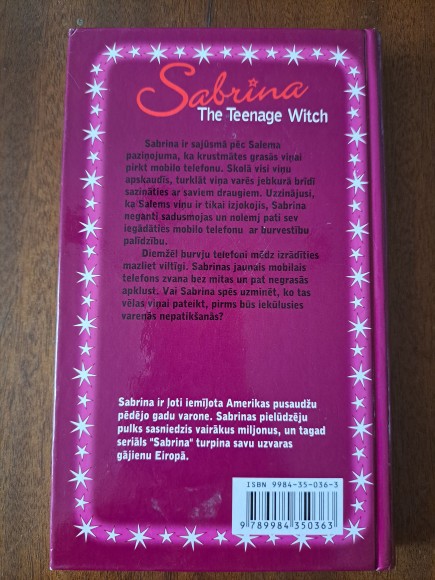 Sabrina
The Teenage Witch
Sabrina ir sajūsmā pēc Salema
paziņojuma, ka krustmātes grasās viņai
pirkt mobilo telefonu. Skolā visi viņu
apskaudīs, turklāt viņa varēs jebkurā brīdī
sazināties ar saviem draugiem. Uzzinājusi,
ka Salems viņu ir tikai izjokojis, Sabrina
neganti sadusmojas un nolemj pati sev
iegādāties mobilo telefonu ar burvestību
palīdzību.
Diemžēl burvju telefoni mēdz izrādīties
mazliet viltīgi. Sabrinas jaunais mobilais
telefons zvana bez mitas un pat negrasās
apklust. Vai Sabrina spēs uzminēt, ko tas
vēlas viņai pateikt, pirms būs iekūlusies
varenās nepatikšanās?
Sabrina ir ļoti iemīļota Amerikas pusaudžu
pēdējo gadu varone. Sabrinas pielūdzēju
pulks sasniedzis vairākus miljonus, un tagad
seriāls "Sabrina" turpina savu uzvaras
gājienu Eiropā.
ISBN 9984-35-036-3
9 789984 350363